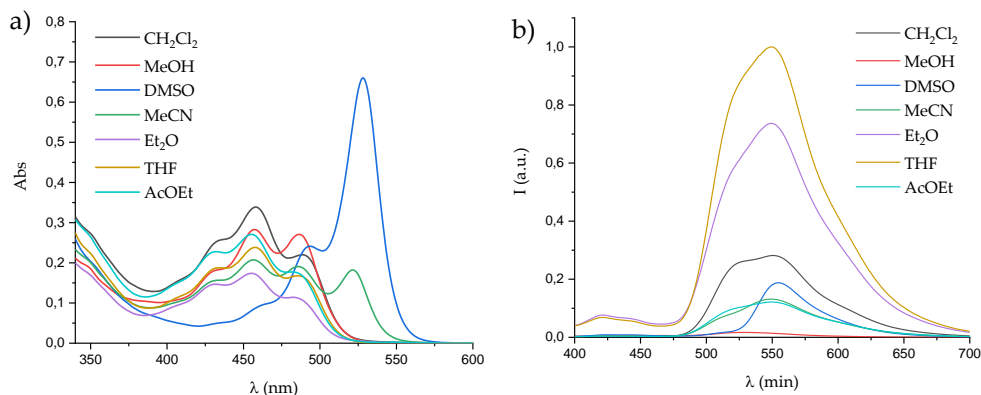 a)
0,8
0,7
0,6
0,5
0,4
0,3
0,2
0,1
0,0
Abs
CH₂Cl₂
MeOH
DMSO
MeCN
Et₂O
THF
AcOEt
350 400 450 500 550 600
λ (nm)
b)
1,0
0,8
0,6
0,4
0,2
0,0
I (a.u.)
CH₂Cl₂
MeOH
DMSO
MeCN
Et₂O
THF
AcOEt
400 450 500 550 600 650 700
λ (min)